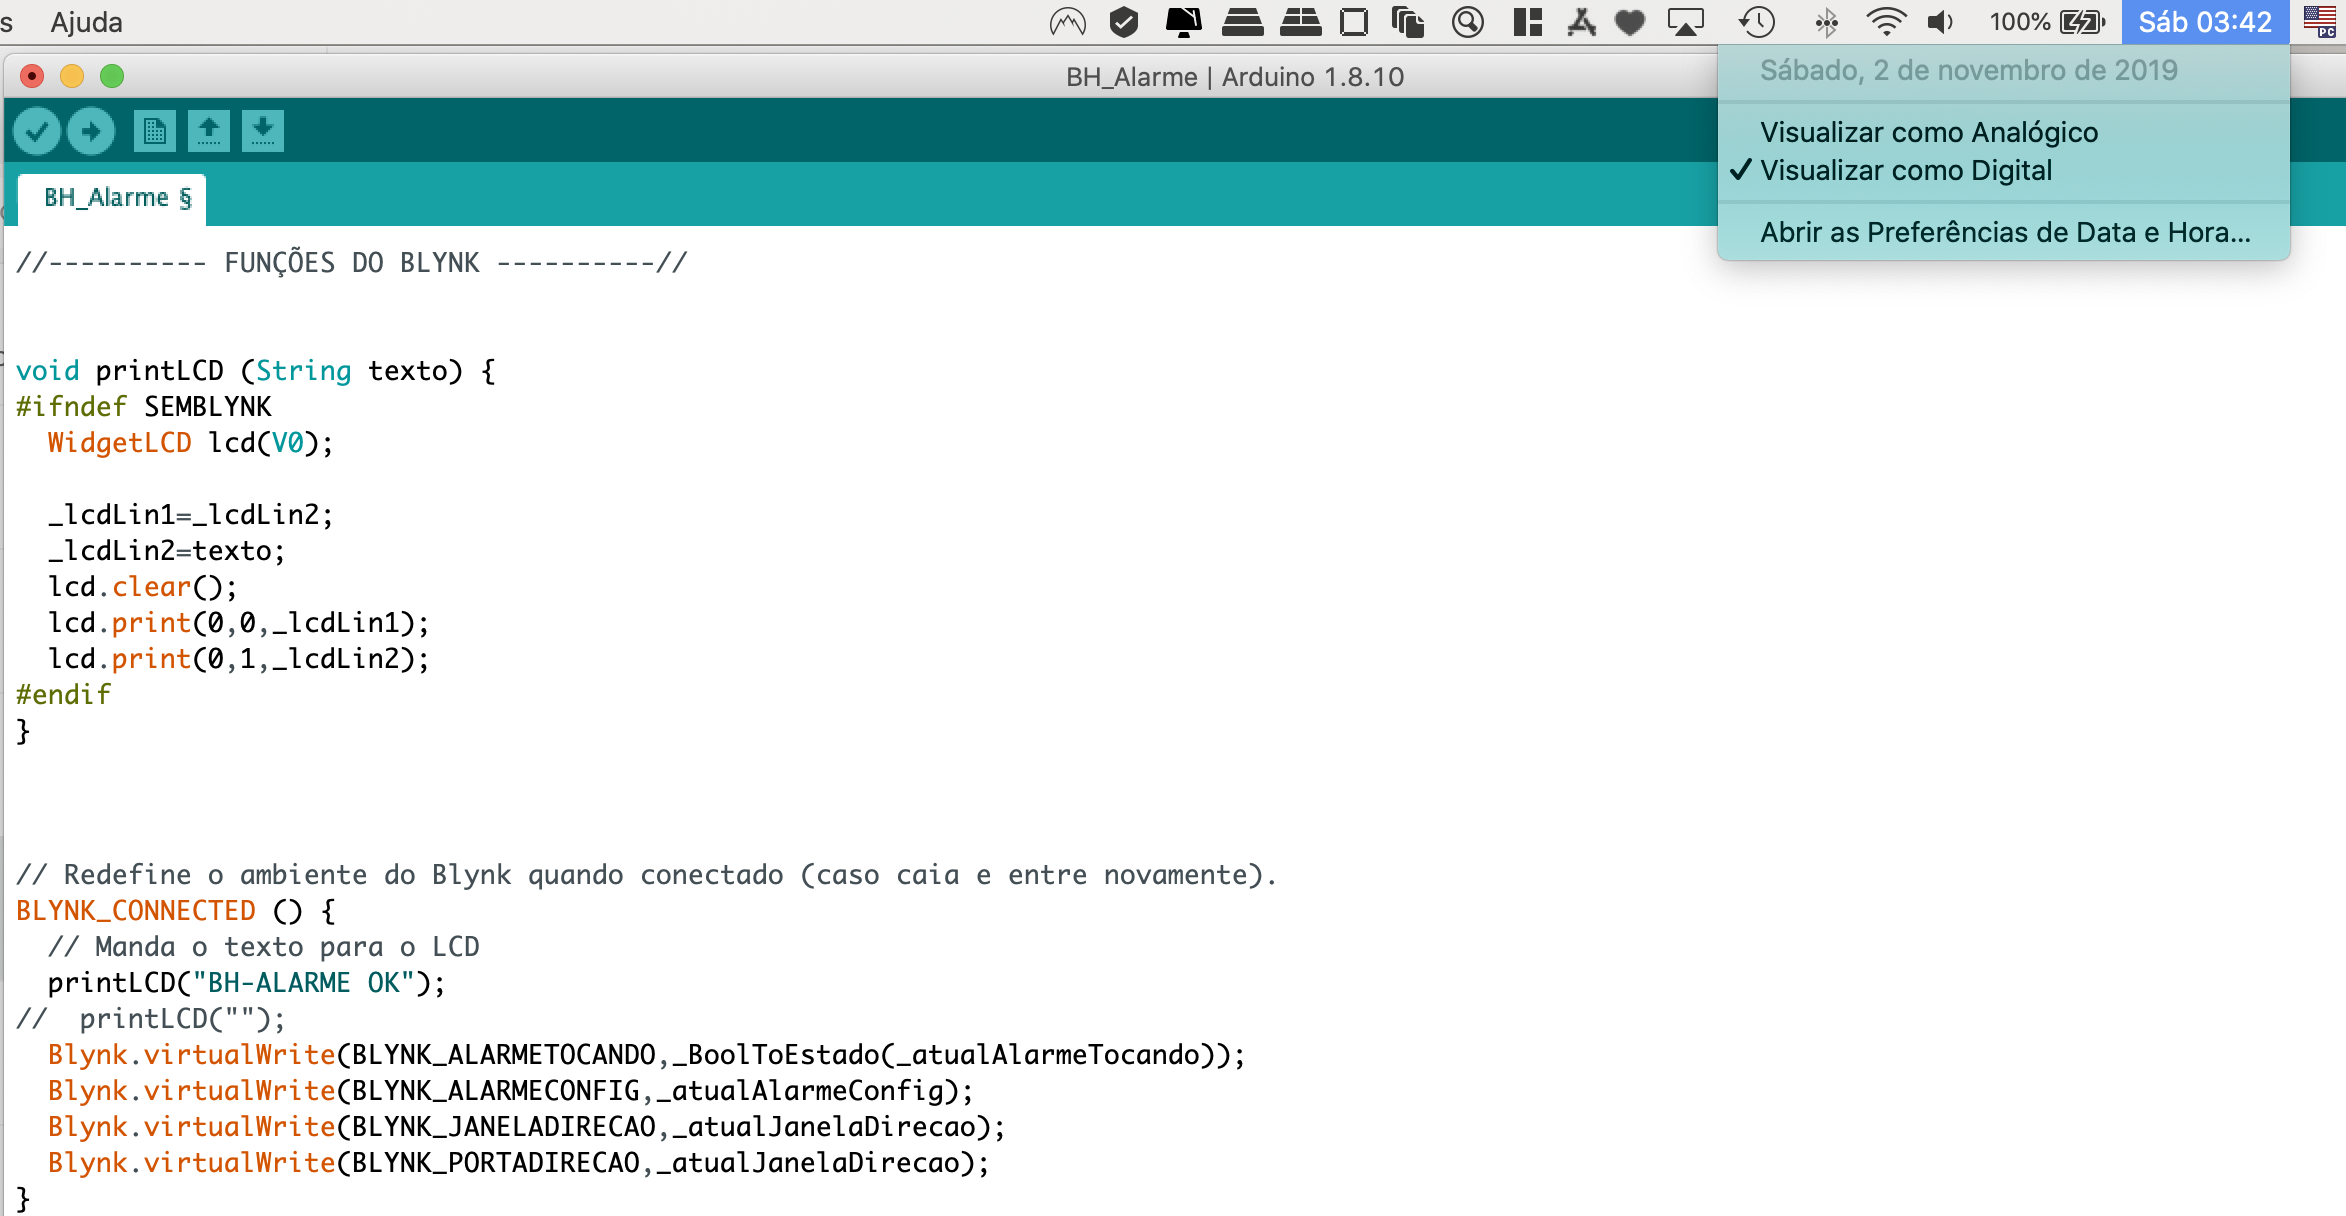 s Ajuda 100% Sáb 03:42 PC
BH_Alarme | Arduino 1.8.10
Sábado, 2 de novembro de 2019
Visualizar como Analógico
✓ Visualizar como Digital
Abrir as Preferências de Data e Hora...
BH_Alarme §
//---------- FUNÇÕES DO BLYNK ----------//
void printLCD (String texto) {
#ifndef SEMBLYNK
  WidgetLCD lcd(V0);
  _lcdLin1=_lcdLin2;
  _lcdLin2=texto;
  lcd.clear();
  lcd.print(0,0,_lcdLin1);
  lcd.print(0,1,_lcdLin2);
#endif
}
// Redefine o ambiente do Blynk quando conectado (caso caia e entre novamente).
BLYNK_CONNECTED () {
  // Manda o texto para o LCD
  printLCD("BH-ALARME OK");
//  printLCD("");
  Blynk.virtualWrite(BLYNK_ALARMETOCANDO,_BoolToEstado(_atualAlarmeTocando));
  Blynk.virtualWrite(BLYNK_ALARMECONFIG,_atualAlarmeConfig);
  Blynk.virtualWrite(BLYNK_JANELADIRECAO,_atualJanelaDirecao);
  Blynk.virtualWrite(BLYNK_PORTADIRECAO,_atualJanelaDirecao);
}